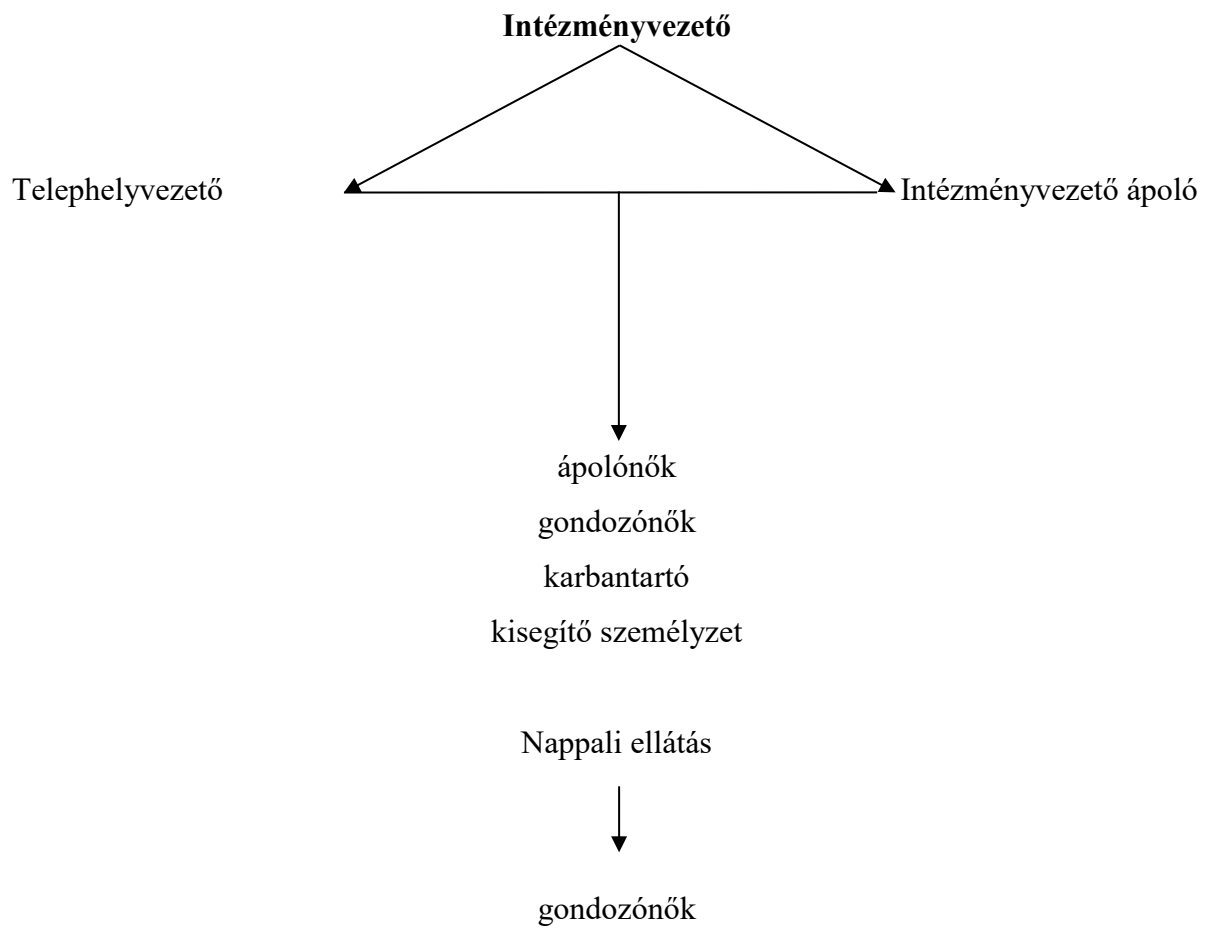 Intézményvezető
Telephelyvezető
Intézményvezető ápoló
ápolónők
gondozónők
karbantartó
kisegítő személyzet
Nappali ellátás
gondozónők